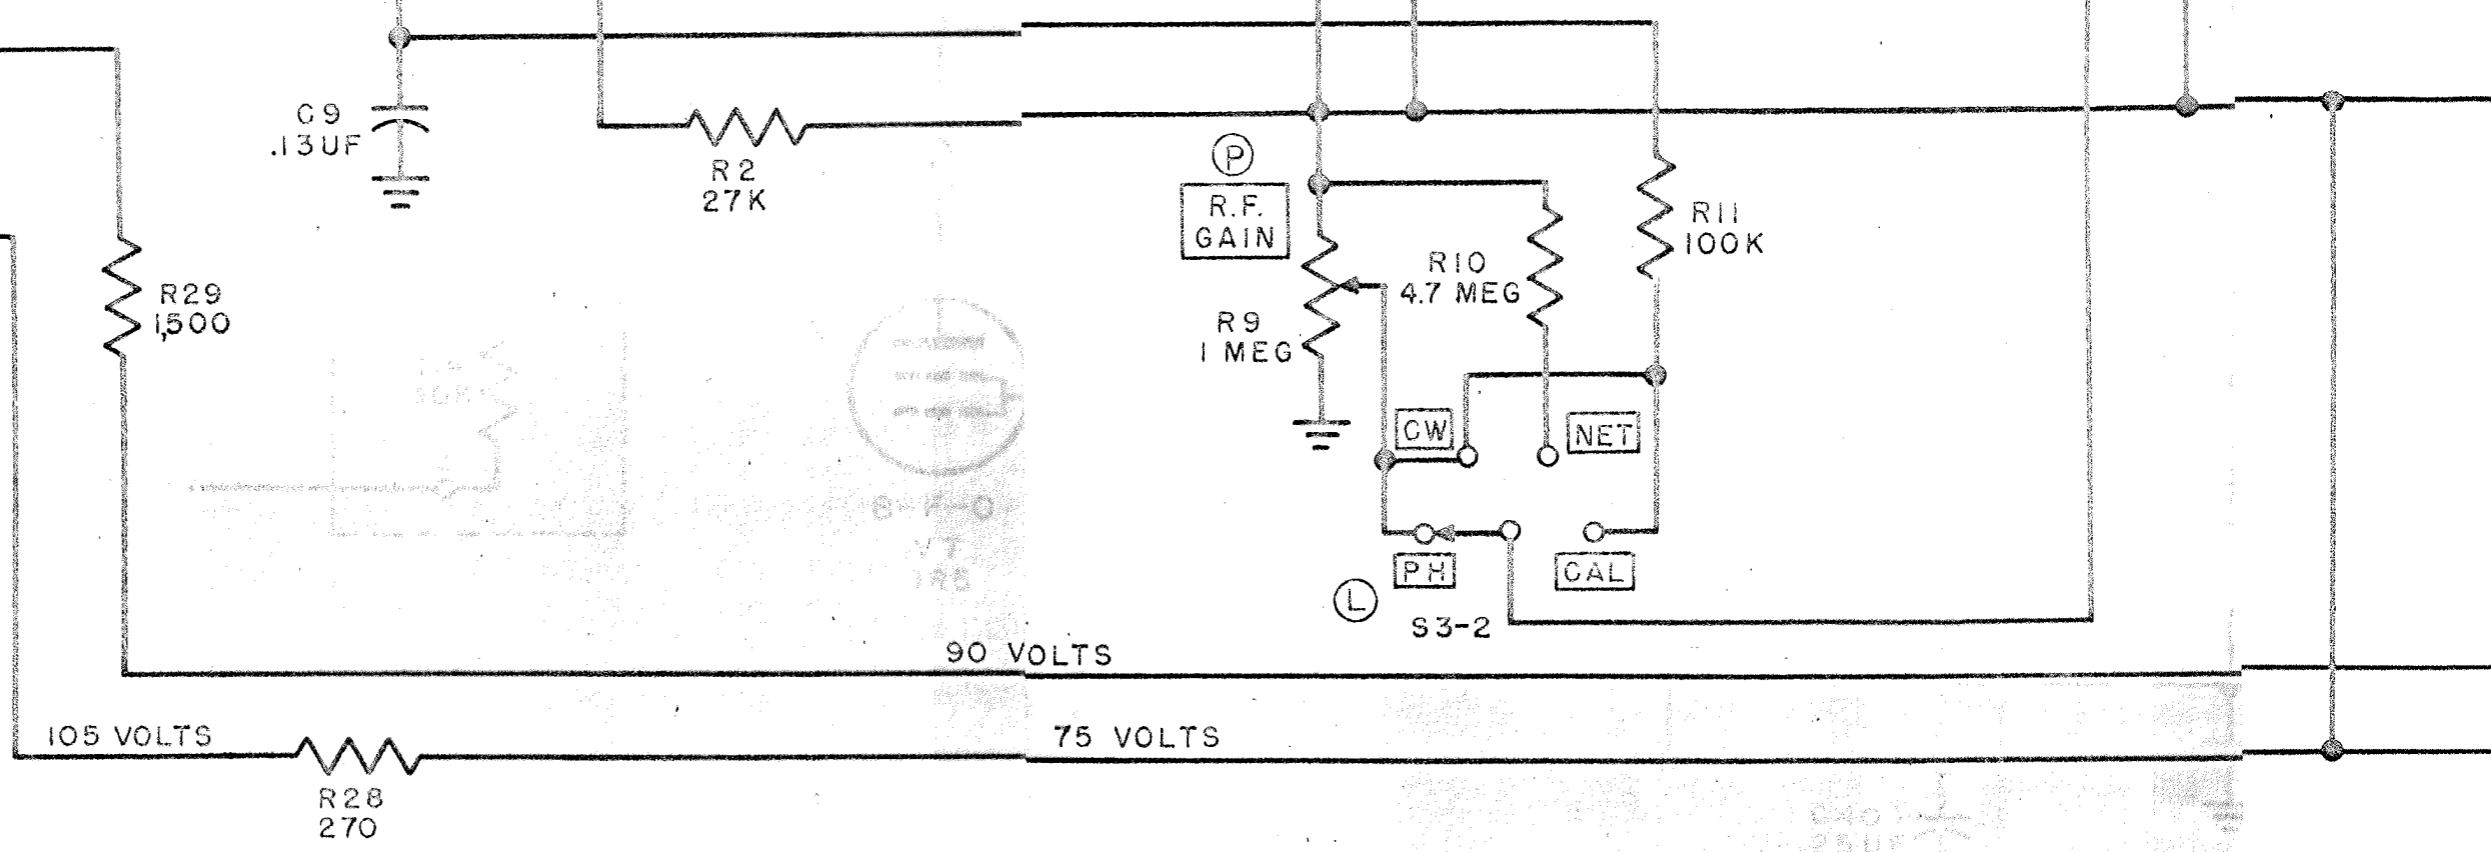 C9
.13UF
R2
27K
R29
1,500
P
R.F.
GAIN
R9
1 MEG
R10
4.7 MEG
R11
100K
CW
NET
PH
CAL
L
S3-2
90 VOLTS
105 VOLTS
75 VOLTS
R28
270